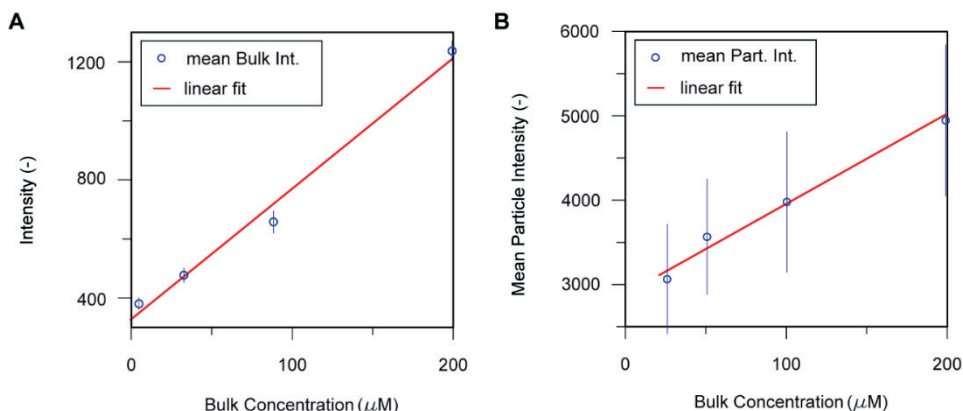 A
Intensity (-)
1200
800
400
mean Bulk Int.
linear fit
0
100
200
Bulk Concentration (μM)
B
Mean Particle Intensity (-)
6000
5000
4000
3000
mean Part. Int.
linear fit
0
100
200
Bulk Concentration (μM)